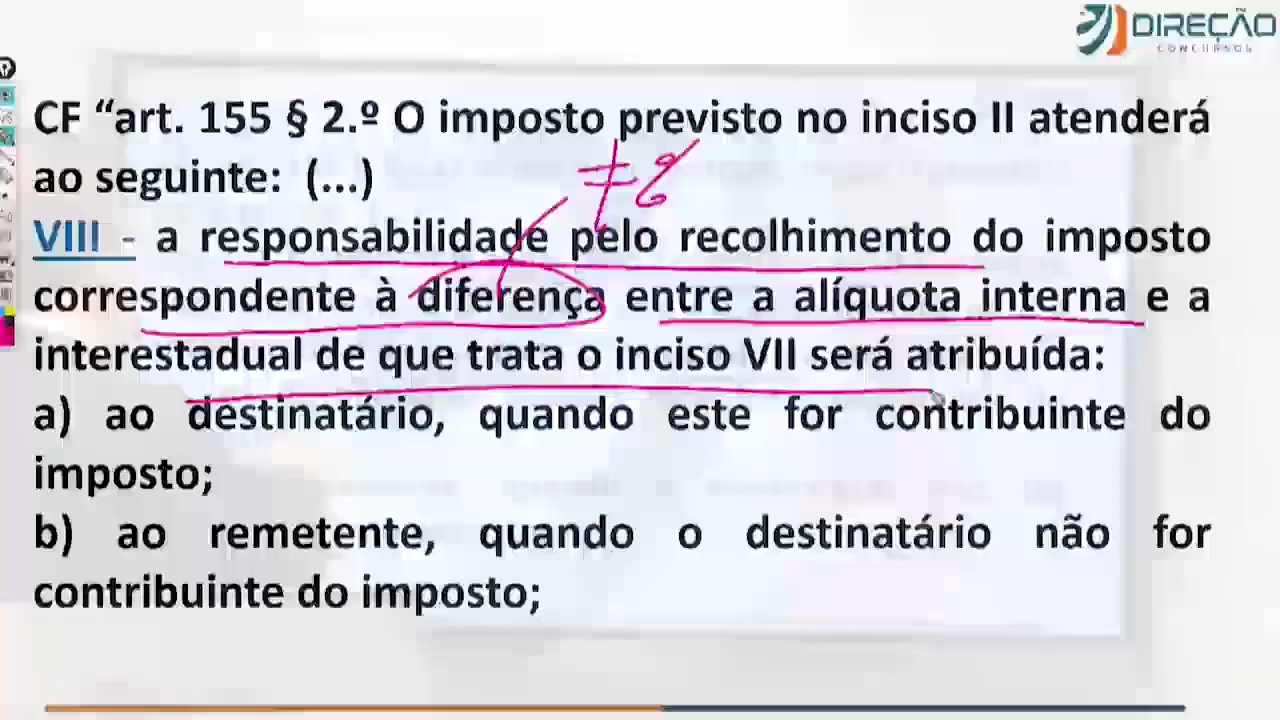 DIREÇÃO
CONCURSOS
CF “art. 155 § 2.º O imposto previsto no inciso II atenderá
ao seguinte: (...)
≠
VIII - a responsabilidade pelo recolhimento do imposto
correspondente à diferença entre a alíquota interna e a
interestadual de que trata o inciso VII será atribuída:
a) ao destinatário, quando este for contribuinte do
imposto;
b) ao remetente, quando o destinatário não for
contribuinte do imposto;